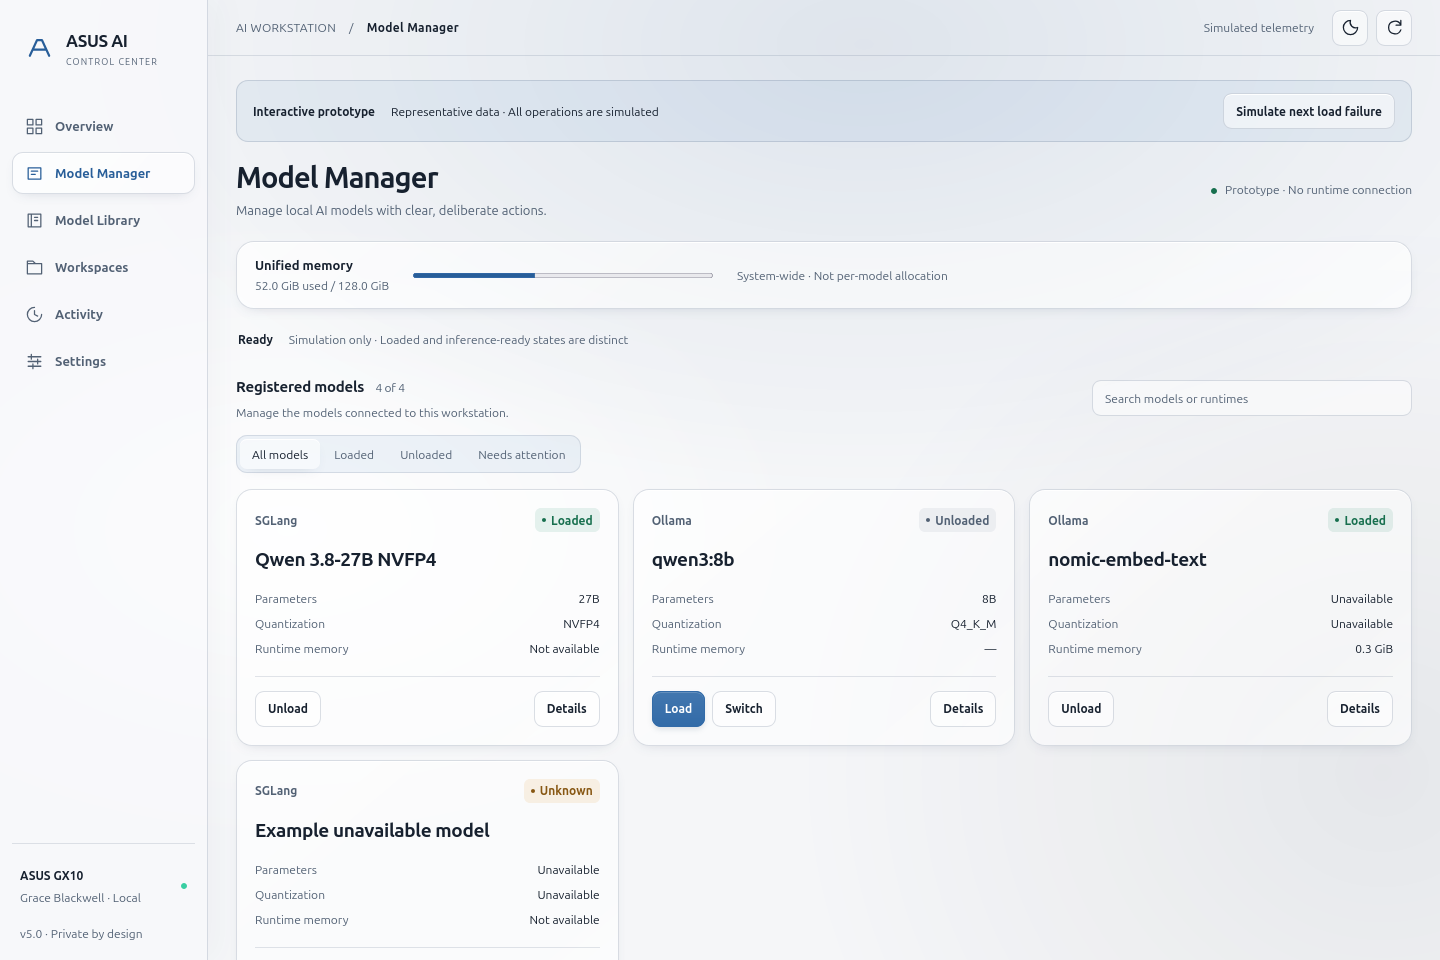 ASUS AI
CONTROL CENTER
Overview
Model Manager
Model Library
Workspaces
Activity
Settings
ASUS GX10
Grace Blackwell · Local
v5.0 · Private by design
AI WORKSTATION / Model Manager
Simulated telemetry
Interactive prototype Representative data · All operations are simulated
Simulate next load failure
Model Manager
Manage local AI models with clear, deliberate actions.
Prototype · No runtime connection
Unified memory
52.0 GiB used / 128.0 GiB
System-wide · Not per-model allocation
Ready Simulation only · Loaded and inference-ready states are distinct
Registered models 4 of 4
Manage the models connected to this workstation.
Search models or runtimes
All models Loaded Unloaded Needs attention
SGLang Loaded
Qwen 3.8-27B NVFP4
Parameters 27B
Quantization NVFP4
Runtime memory Not available
Unload Details
Ollama Unloaded
qwen3:8b
Parameters 8B
Quantization Q4_K_M
Runtime memory —
Load Switch Details
Ollama Loaded
nomic-embed-text
Parameters Unavailable
Quantization Unavailable
Runtime memory 0.3 GiB
Unload Details
SGLang Unknown
Example unavailable model
Parameters Unavailable
Quantization Unavailable
Runtime memory Not available